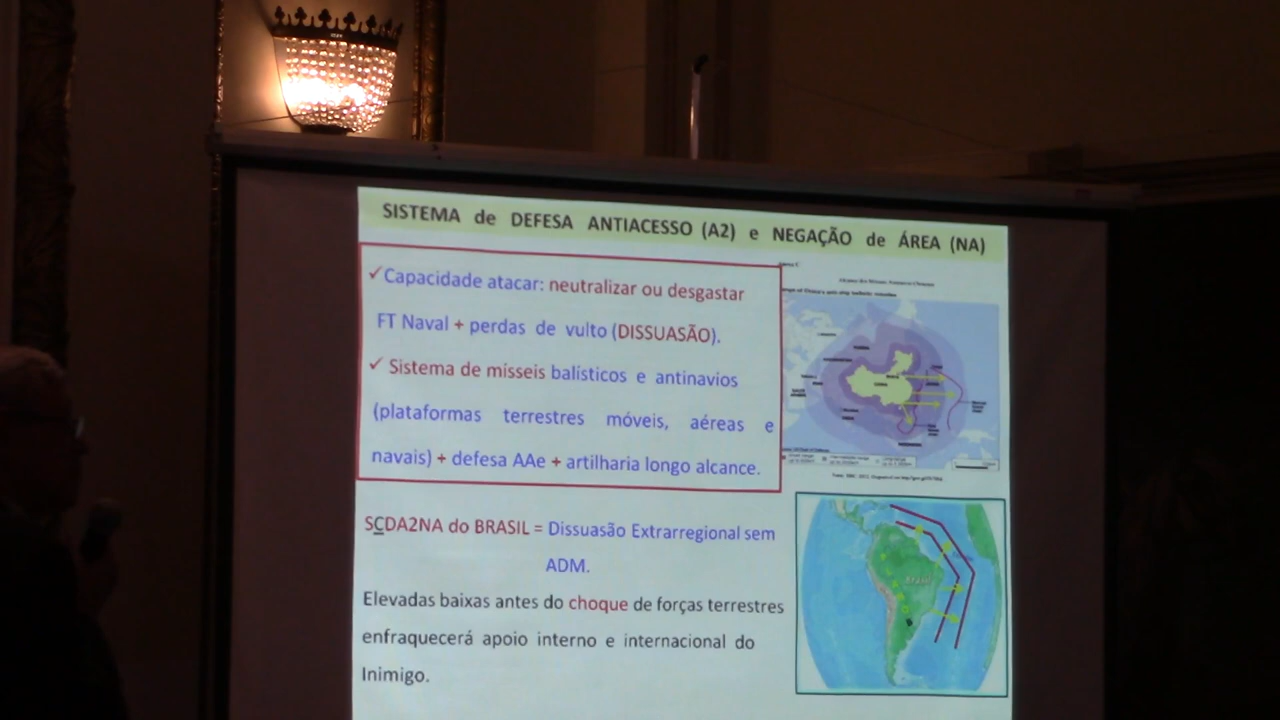 SISTEMA de DEFESA ANTIACESSO (A2) e NEGAÇÃO de ÁREA (NA)
✓Capacidade atacar: neutralizar ou desgastar
FT Naval + perdas de vulto (DISSUASÃO).
✓ Sistema de mísseis balísticos e antinavios
(plataformas terrestres móveis, aéreas e
navais) + defesa AAe + artilharia longo alcance.
SCDA2NA do BRASIL = Dissuasão Extrarregional sem
ADM.
Elevadas baixas antes do choque de forças terrestres
enfraquecerá apoio interno e internacional do
Inimigo.
Brasil